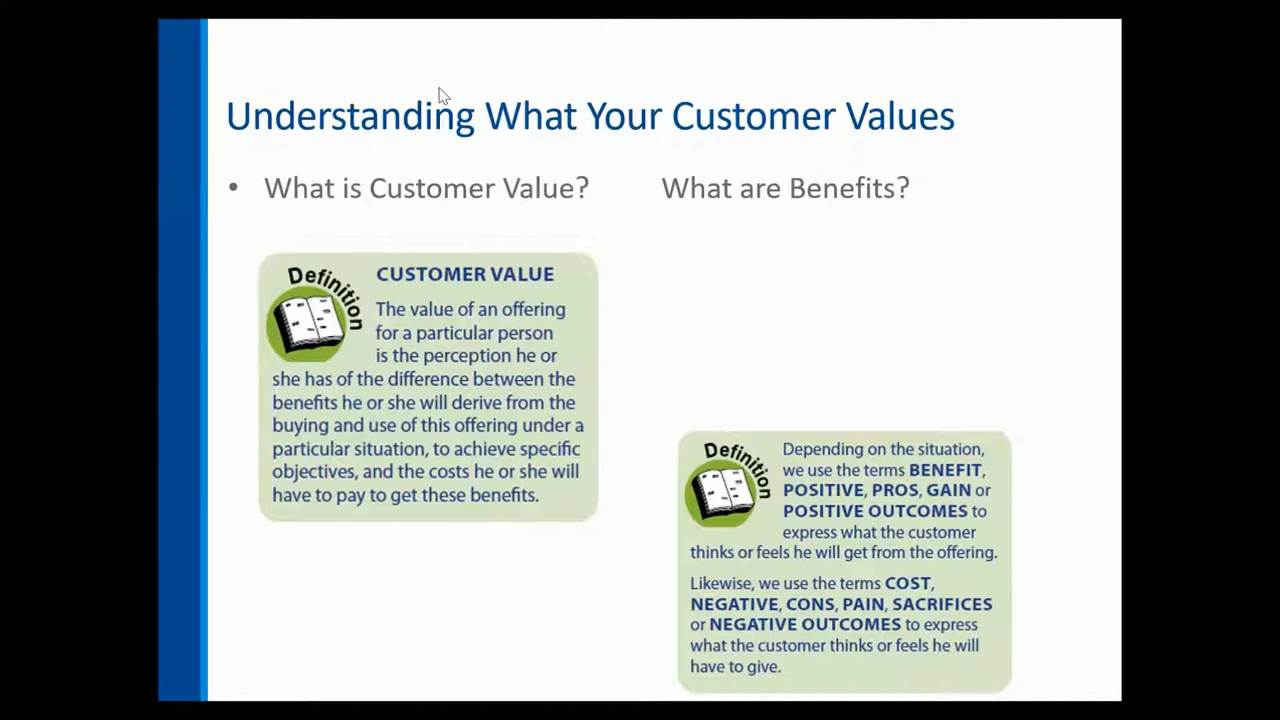 Understanding What Your Customer Values
• What is Customer Value?
What are Benefits?
Definition
CUSTOMER VALUE
The value of an offering
for a particular person
is the perception he or
she has of the difference between the
benefits he or she will derive from the
buying and use of this offering under a
particular situation, to achieve specific
objectives, and the costs he or she will
have to pay to get these benefits.
Definition
Depending on the situation,
we use the terms BENEFIT,
POSITIVE, PROS, GAIN or
POSITIVE OUTCOMES to
express what the customer
thinks or feels he will get from the offering.
Likewise, we use the terms COST,
NEGATIVE, CONS, PAIN, SACRIFICES
or NEGATIVE OUTCOMES to express
what the customer thinks or feels he will
have to give.